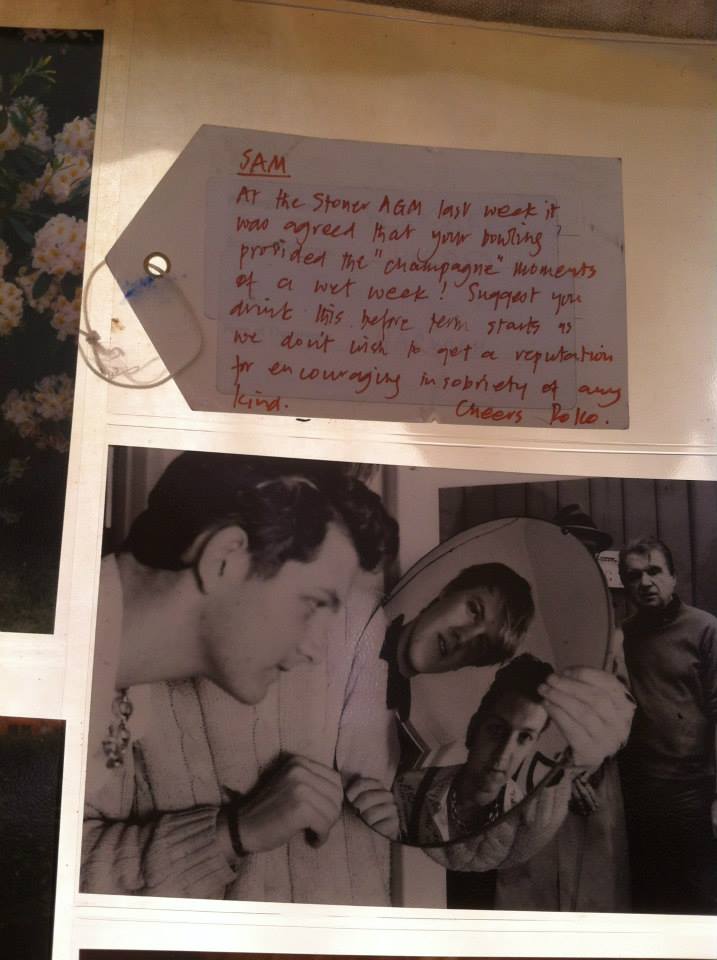 SAM
At the Stoner AGM last week it
was agreed that your bowling
provided the "champagne" moments
of a wet week! Suggest you
drink this before term starts as
we don't wish to get a reputation
for encouraging insobriety of any
kind. Cheers